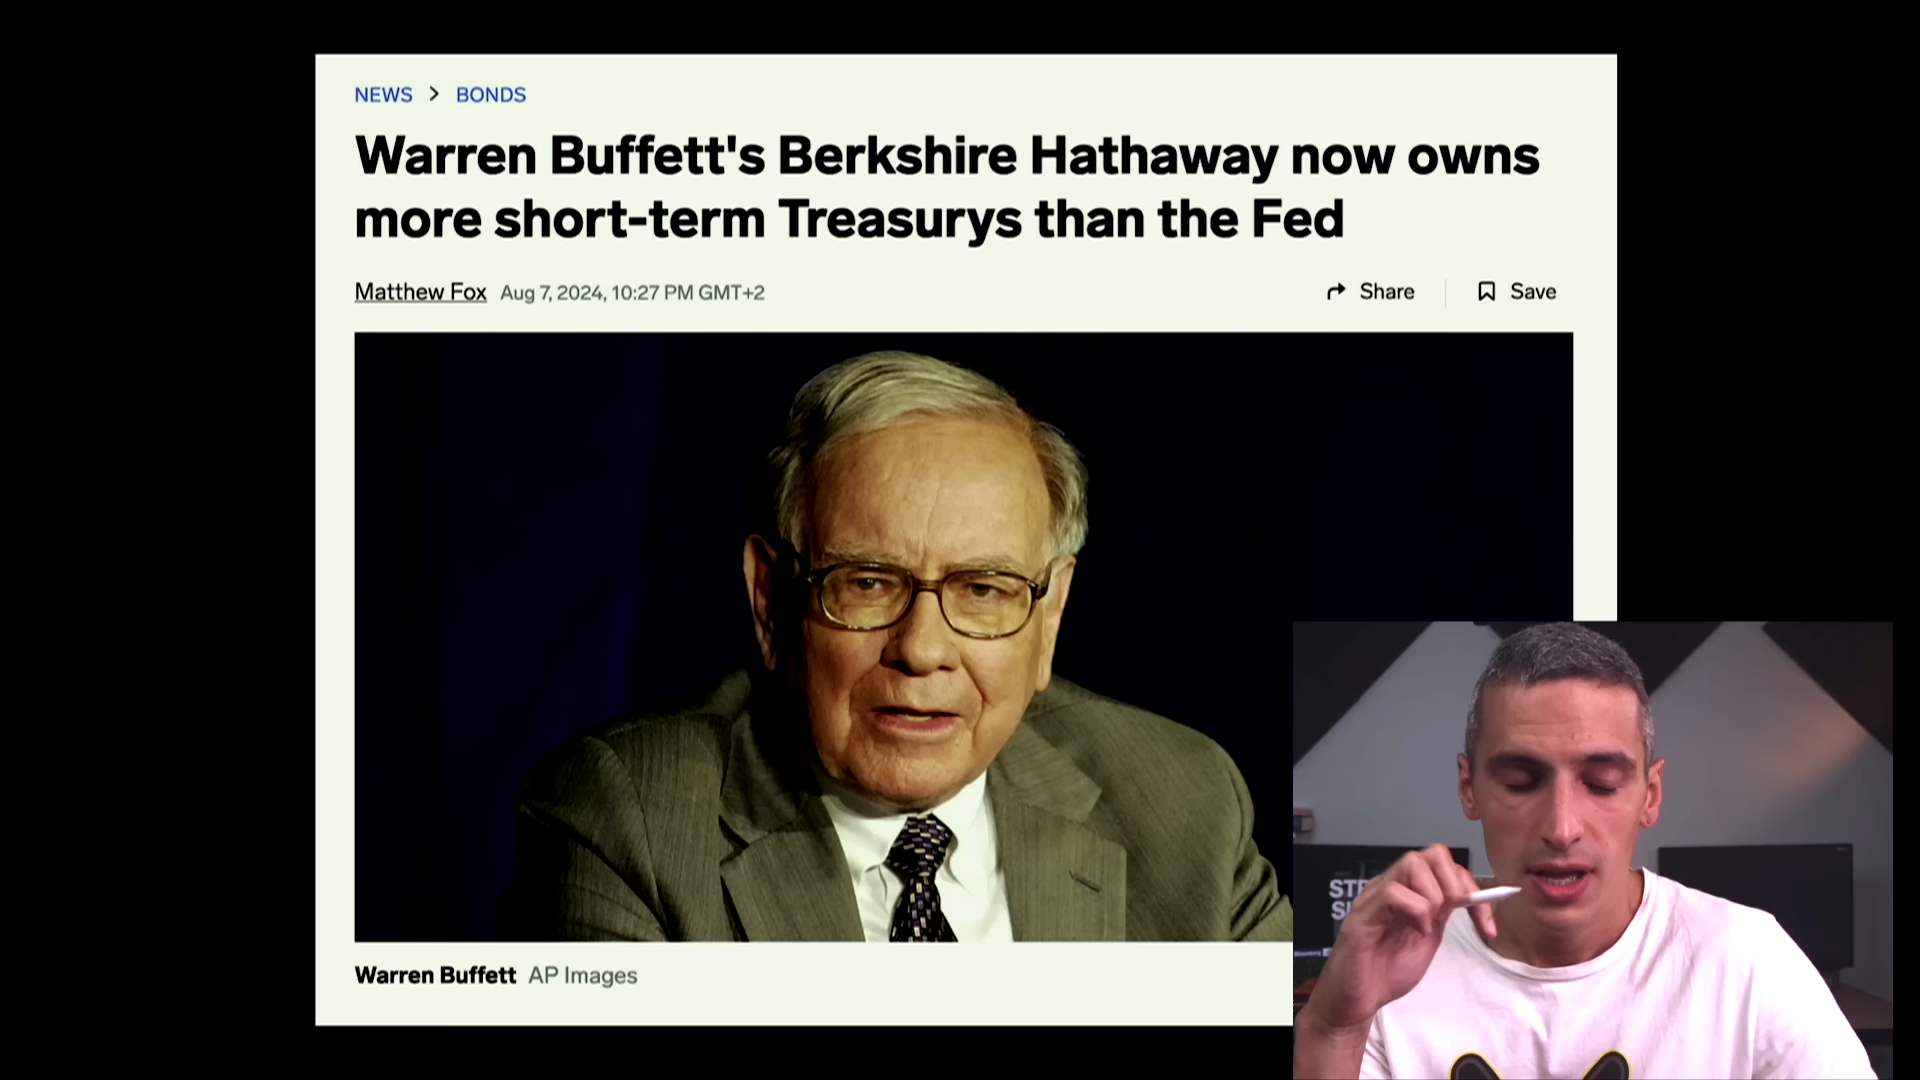 NEWS > BONDS
Warren Buffett's Berkshire Hathaway now owns
more short-term Treasurys than the Fed
Matthew Fox Aug 7, 2024, 10:27 PM GMT+2
Share
Save
Warren Buffett AP Images